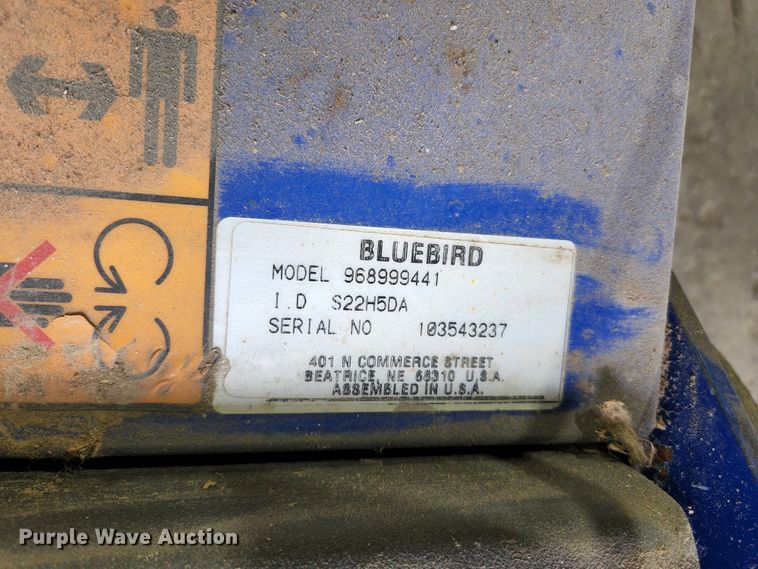 BLUEBIRD
MODEL 968999441
I.D S22H5DA
SERIAL NO 103543237
401 N COMMERCE STREET
BEATRICE, NE 68310 U.S.A.
ASSEMBLED IN U.S.A.
Purple Wave Auction